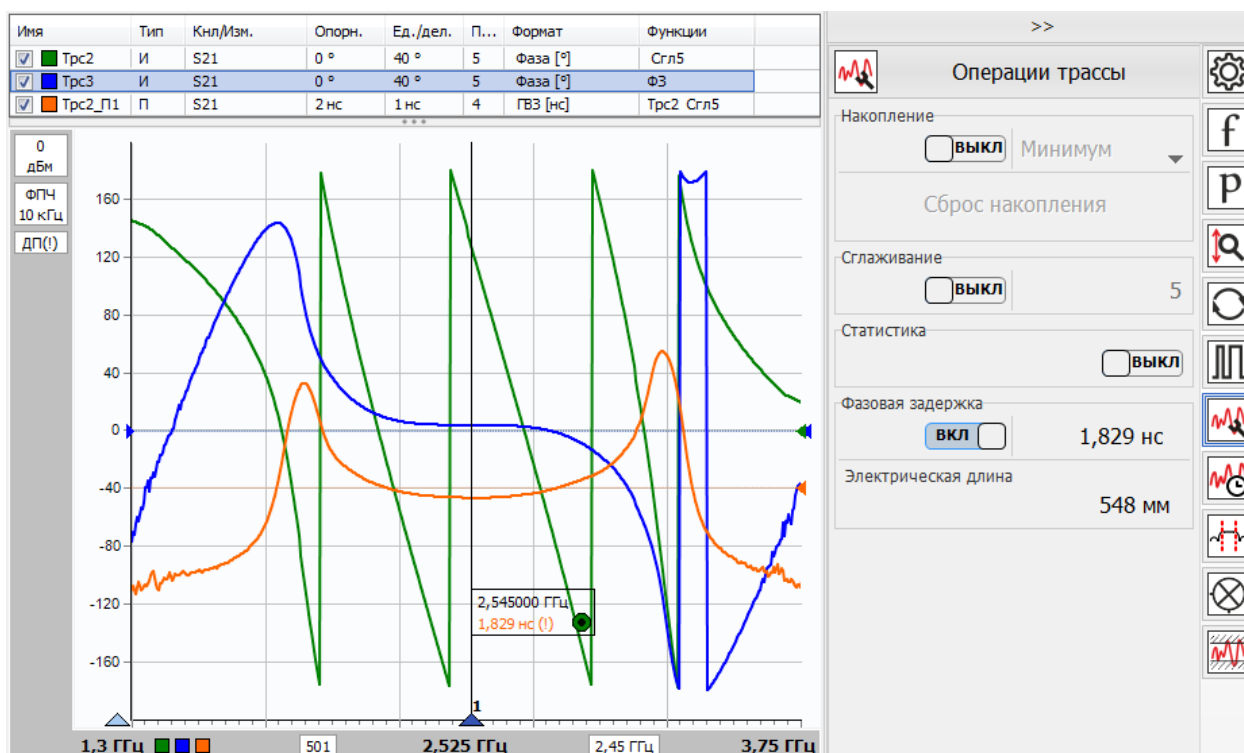 Имя Тип Кнл/Изм. Опорн. Ед./дел. П... Формат Функции
Трс2 И S21 0 ° 40 ° 5 Фаза [°] Сгл5
Трс3 И S21 0 ° 40 ° 5 Фаза [°] ФЗ
Трс2_П1 П S21 2 нс 1 нс 4 ГВЗ [нс] Трс2 Сгл5
0
дБм
ФПЧ
10 кГц
ДП(!)
160
120
80
40
0
-40
-80
-120
-160
2,545000 ГГц
1,829 нс (!)
1
1,3 ГГц 501 2,525 ГГц 2,45 ГГц 3,75 ГГц
>>
Операции трассы
Накопление
ВЫКЛ Минимум
Сброс накопления
Сглаживание
ВЫКЛ 5
Статистика
ВЫКЛ
Фазовая задержка
ВКЛ 1,829 нс
Электрическая длина
548 мм
f
p